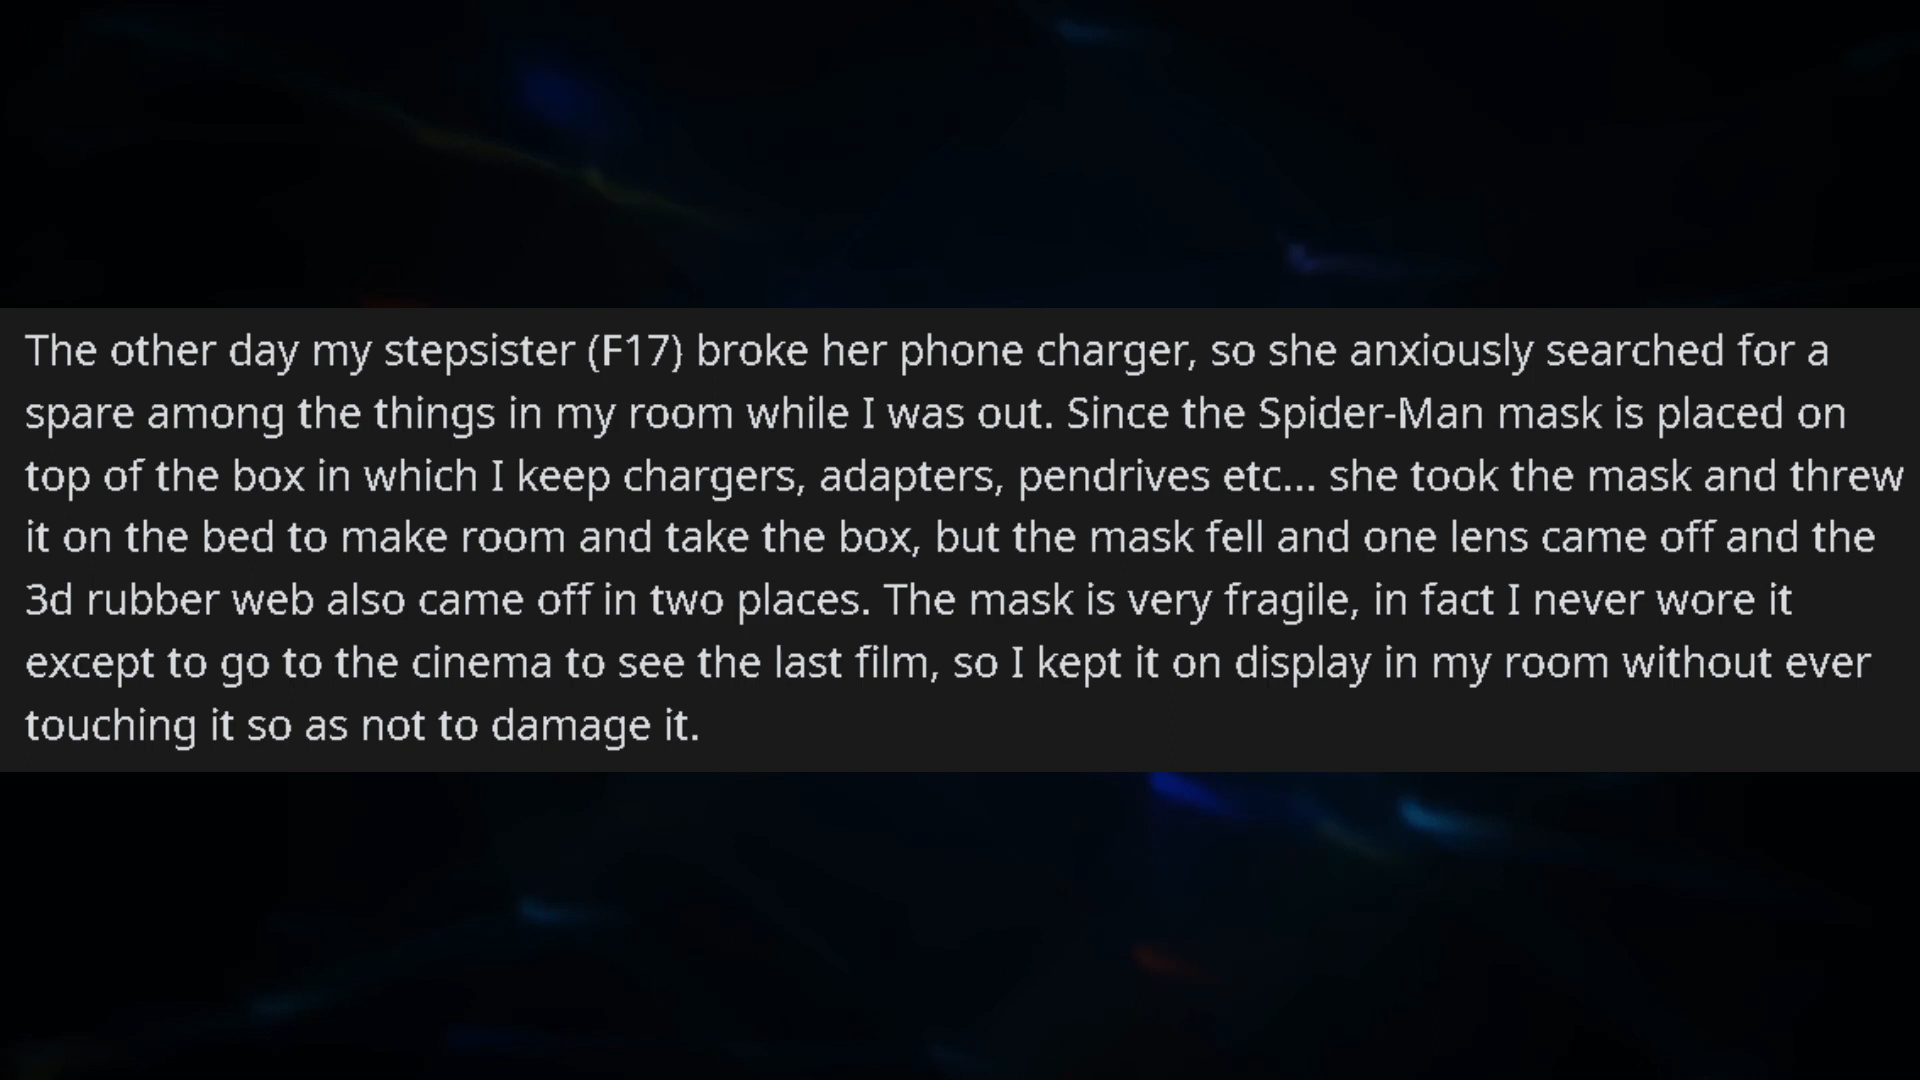 The other day my stepsister (F17) broke her phone charger, so she anxiously searched for a
spare among the things in my room while I was out. Since the Spider-Man mask is placed on
top of the box in which I keep chargers, adapters, pendrives etc... she took the mask and threw
it on the bed to make room and take the box, but the mask fell and one lens came off and the
3d rubber web also came off in two places. The mask is very fragile, in fact I never wore it
except to go to the cinema to see the last film, so I kept it on display in my room without ever
touching it so as not to damage it.